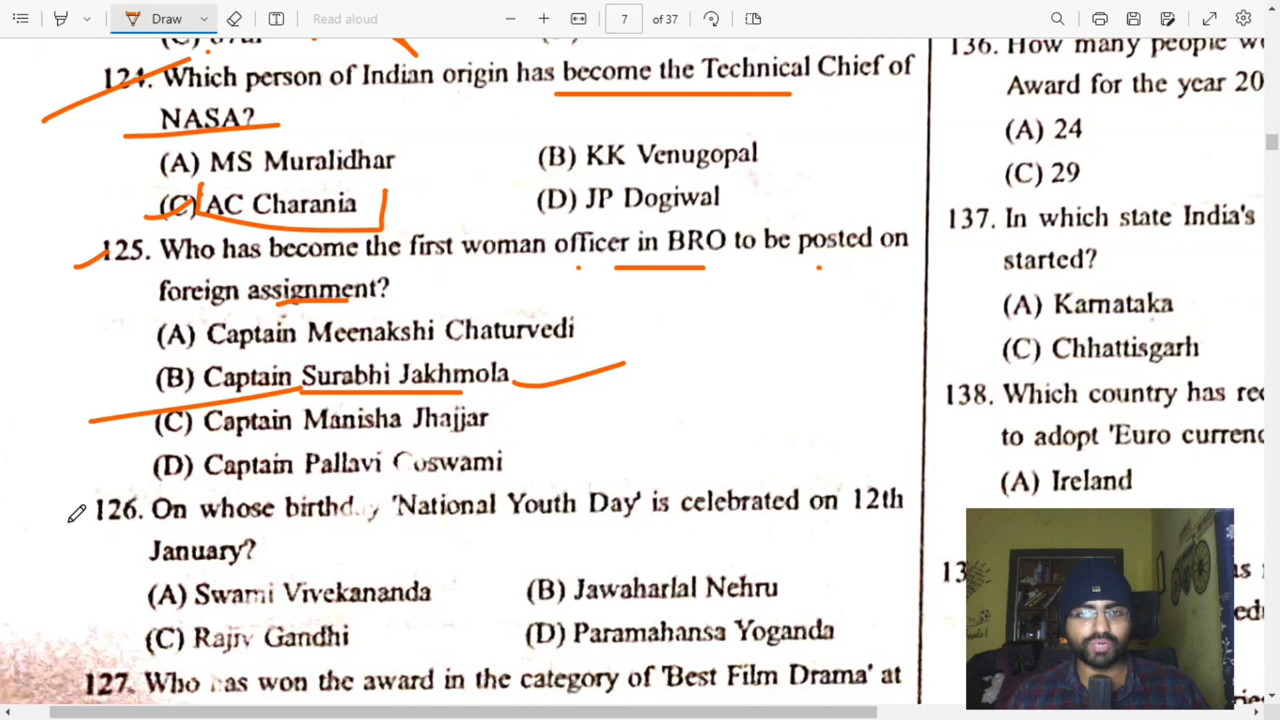 Draw
Read aloud
7 of 37
124. Which person of Indian origin has become the Technical Chief of
NASA?
(A) MS Muralidhar
(B) KK Venugopal
(C) AC Charania
(D) JP Dogiwal
125. Who has become the first woman officer in BRO to be posted on
foreign assignment?
(A) Captain Meenakshi Chaturvedi
(B) Captain Surabhi Jakhmola
(C) Captain Manisha Jhajjar
(D) Captain Pallavi Goswami
126. On whose birthday 'National Youth Day' is celebrated on 12th
January?
(A) Swami Vivekananda
(B) Jawaharlal Nehru
(C) Rajiv Gandhi
(D) Paramahansa Yoganda
127. Who has won the award in the category of 'Best Film Drama' at
136. How many people
Award for the year 20
(A) 24
(C) 29
137. In which state India's
started?
(A) Karnataka
(C) Chhattisgarh
138. Which country has
to adopt 'Euro
(A) Ireland